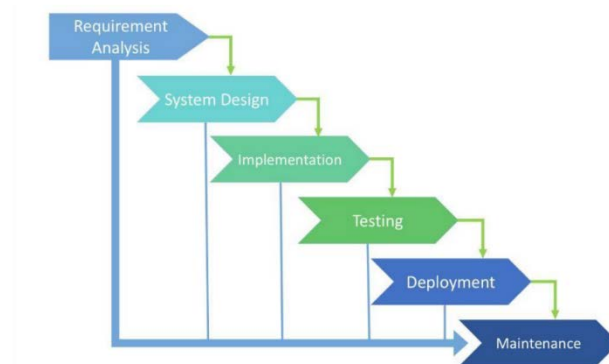 Requirement
Analysis
System Design
Implementation
Testing
Deployment
Maintenance